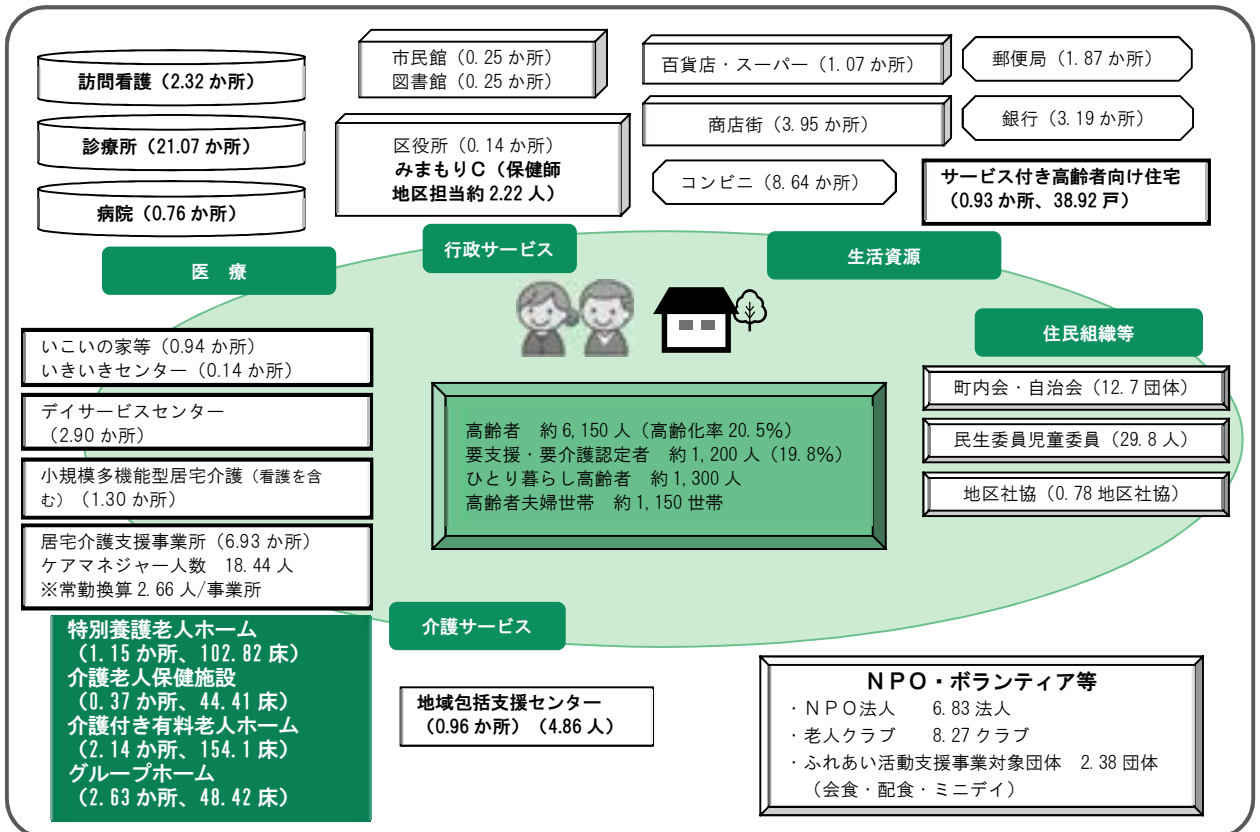 訪問看護（2.32 か所）
診療所（21.07 か所）
病院（0.76 か所）
市民館（0.25 か所）
図書館（0.25 か所）
区役所（0.14 か所）
みまもりＣ（保健師
地区担当約 2.22 人）
百貨店・スーパー（1.07 か所）
商店街（3.95 か所）
コンビニ（8.64 か所）
郵便局（1.87 か所）
銀行（3.19 か所）
サービス付き高齢者向け住宅
（0.93 か所、38.92 戸）
医　療
行政サービス
生活資源
住民組織等
いこいの家等（0.94 か所）
いきいきセンター（0.14 か所）
デイサービスセンター
（2.90 か所）
小規模多機能型居宅介護（看護を含
む）（1.30 か所）
居宅介護支援事業所（6.93 か所）
ケアマネジャー人数　18.44 人
※常勤換算 2.66 人/事業所
高齢者　約 6,150 人（高齢化率 20.5%）
要支援・要介護認定者　約 1,200 人（19.8%）
ひとり暮らし高齢者　約 1,300 人
高齢者夫婦世帯　約 1,150 世帯
町内会・自治会（12.7 団体）
民生委員児童委員（29.8 人）
地区社協（0.78 地区社協）
特別養護老人ホーム
（1.15 か所、102.82 床）
介護老人保健施設
（0.37 か所、44.41 床）
介護付き有料老人ホーム
（2.14 か所、154.1 床）
グループホーム
（2.63 か所、48.42 床）
介護サービス
地域包括支援センター
（0.96 か所）（4.86 人）
ＮＰＯ・ボランティア等
・ＮＰＯ法人　6.83 法人
・老人クラブ　8.27 クラブ
・ふれあい活動支援事業対象団体　2.38 団体
（会食・配食・ミニデイ）